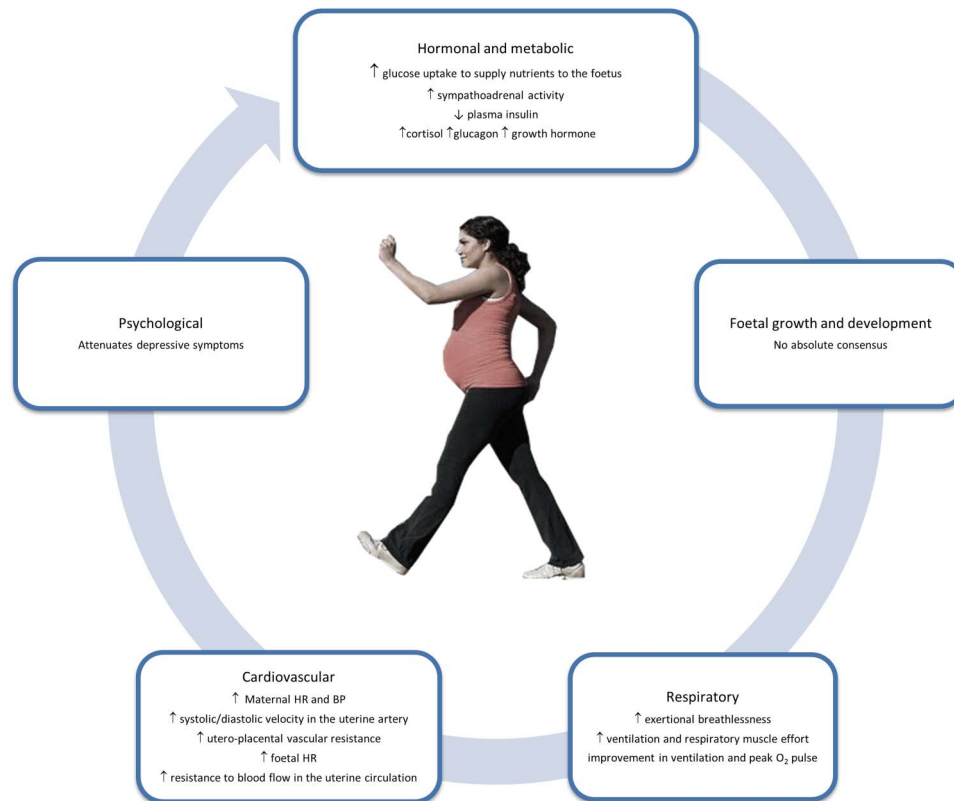 Hormonal and metabolic
↑ glucose uptake to supply nutrients to the foetus
↑ sympathoadrenal activity
↓ plasma insulin
↑cortisol ↑glucagon ↑ growth hormone
Foetal growth and development
No absolute consensus
Respiratory
↑ exertional breathlessness
↑ ventilation and respiratory muscle effort
improvement in ventilation and peak O₂ pulse
Cardiovascular
↑ Maternal HR and BP
↑ systolic/diastolic velocity in the uterine artery
↑ utero-placental vascular resistance
↑ foetal HR
↑ resistance to blood flow in the uterine circulation
Psychological
Attenuates depressive symptoms